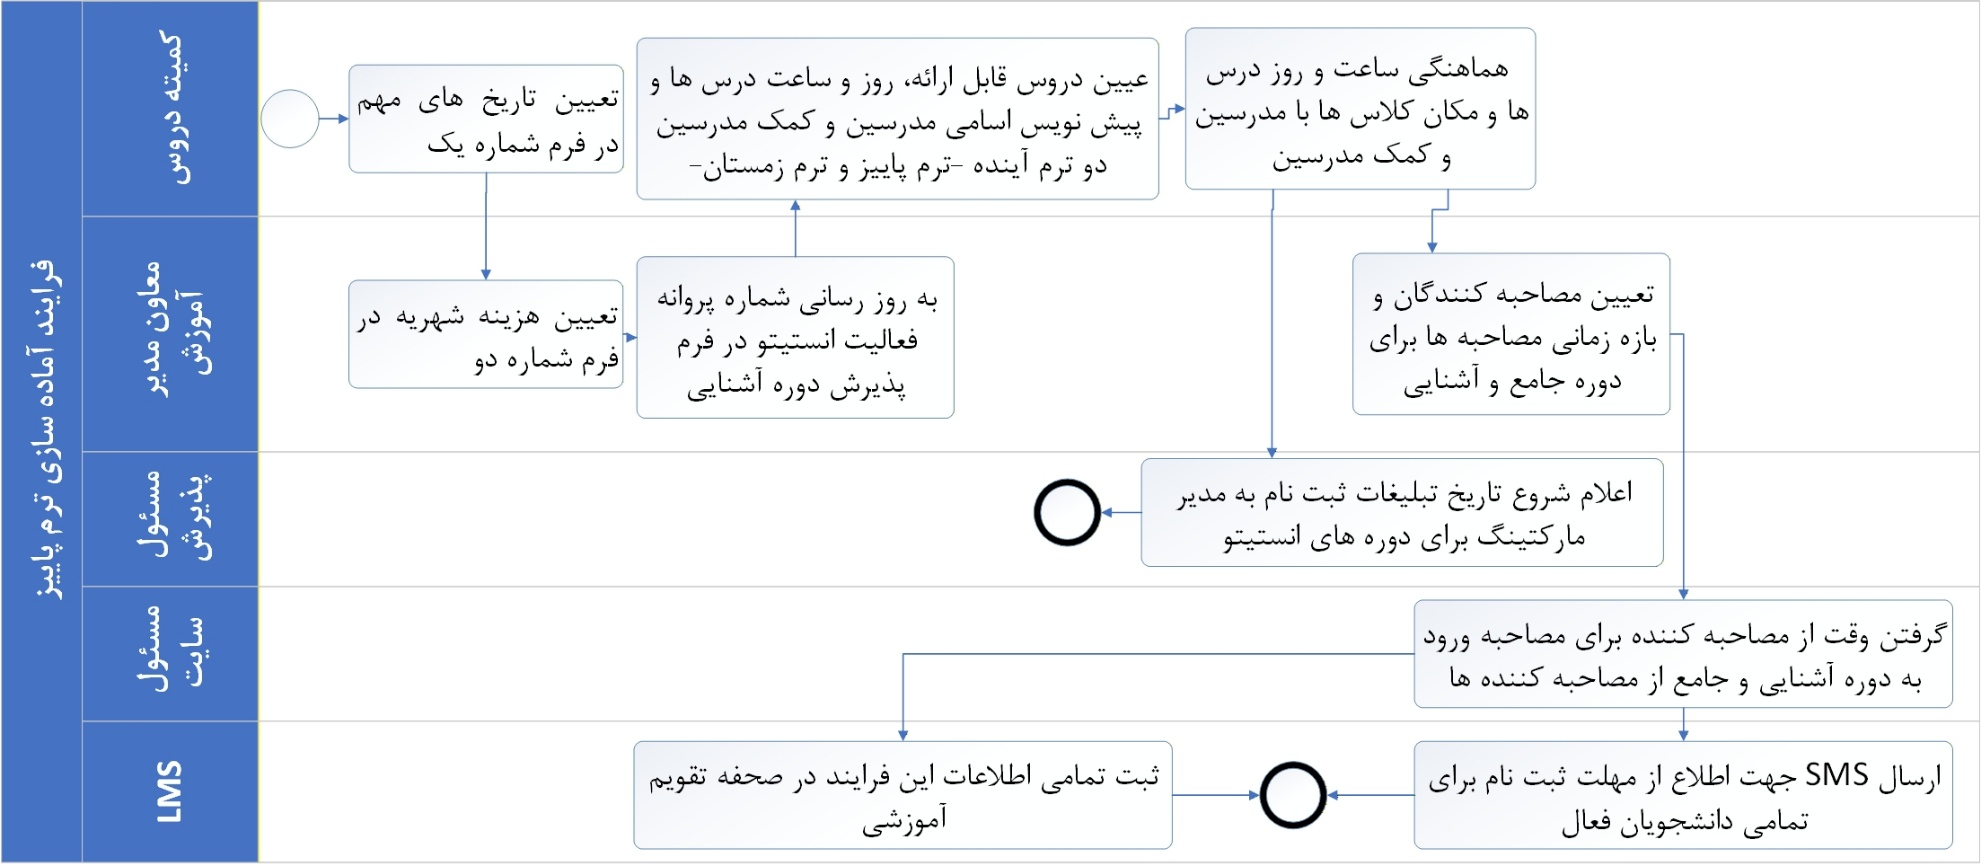 فرایند آماده سازی ترم پاییز
کمیته دروس
تعیین تاریخ های مهم
در فرم شماره یک
عیین دروس قابل ارائه، روز و ساعت درس ها و
پیش نویس اسامی مدرسین و کمک مدرسین
دو ترم آینده -ترم پاییز و ترم زمستان-
هماهنگی ساعت و روز درس
ها و مکان کلاس ها با مدرسین
و کمک مدرسین
معاون مدیر
آموزش
تعیین هزینه شهریه در
فرم شماره دو
به روز رسانی شماره پروانه
فعالیت انستیتو در فرم
پذیرش دوره آشنایی
تعیین مصاحبه کنندگان و
بازه زمانی مصاحبه ها برای
دوره جامع و آشنایی
مسئول
پذیرش
اعلام شروع تاریخ تبلیغات ثبت نام به مدیر
مارکتینگ برای دوره های انستیتو
مسئول
سایت
گرفتن وقت از مصاحبه کننده برای مصاحبه ورود
به دوره آشنایی و جامع از مصاحبه کننده ها
LMS
ثبت تمامی اطلاعات این فرایند در صحفه تقویم
آموزشی
ارسال SMS جهت اطلاع از مهلت ثبت نام برای
تمامی دانشجویان فعال